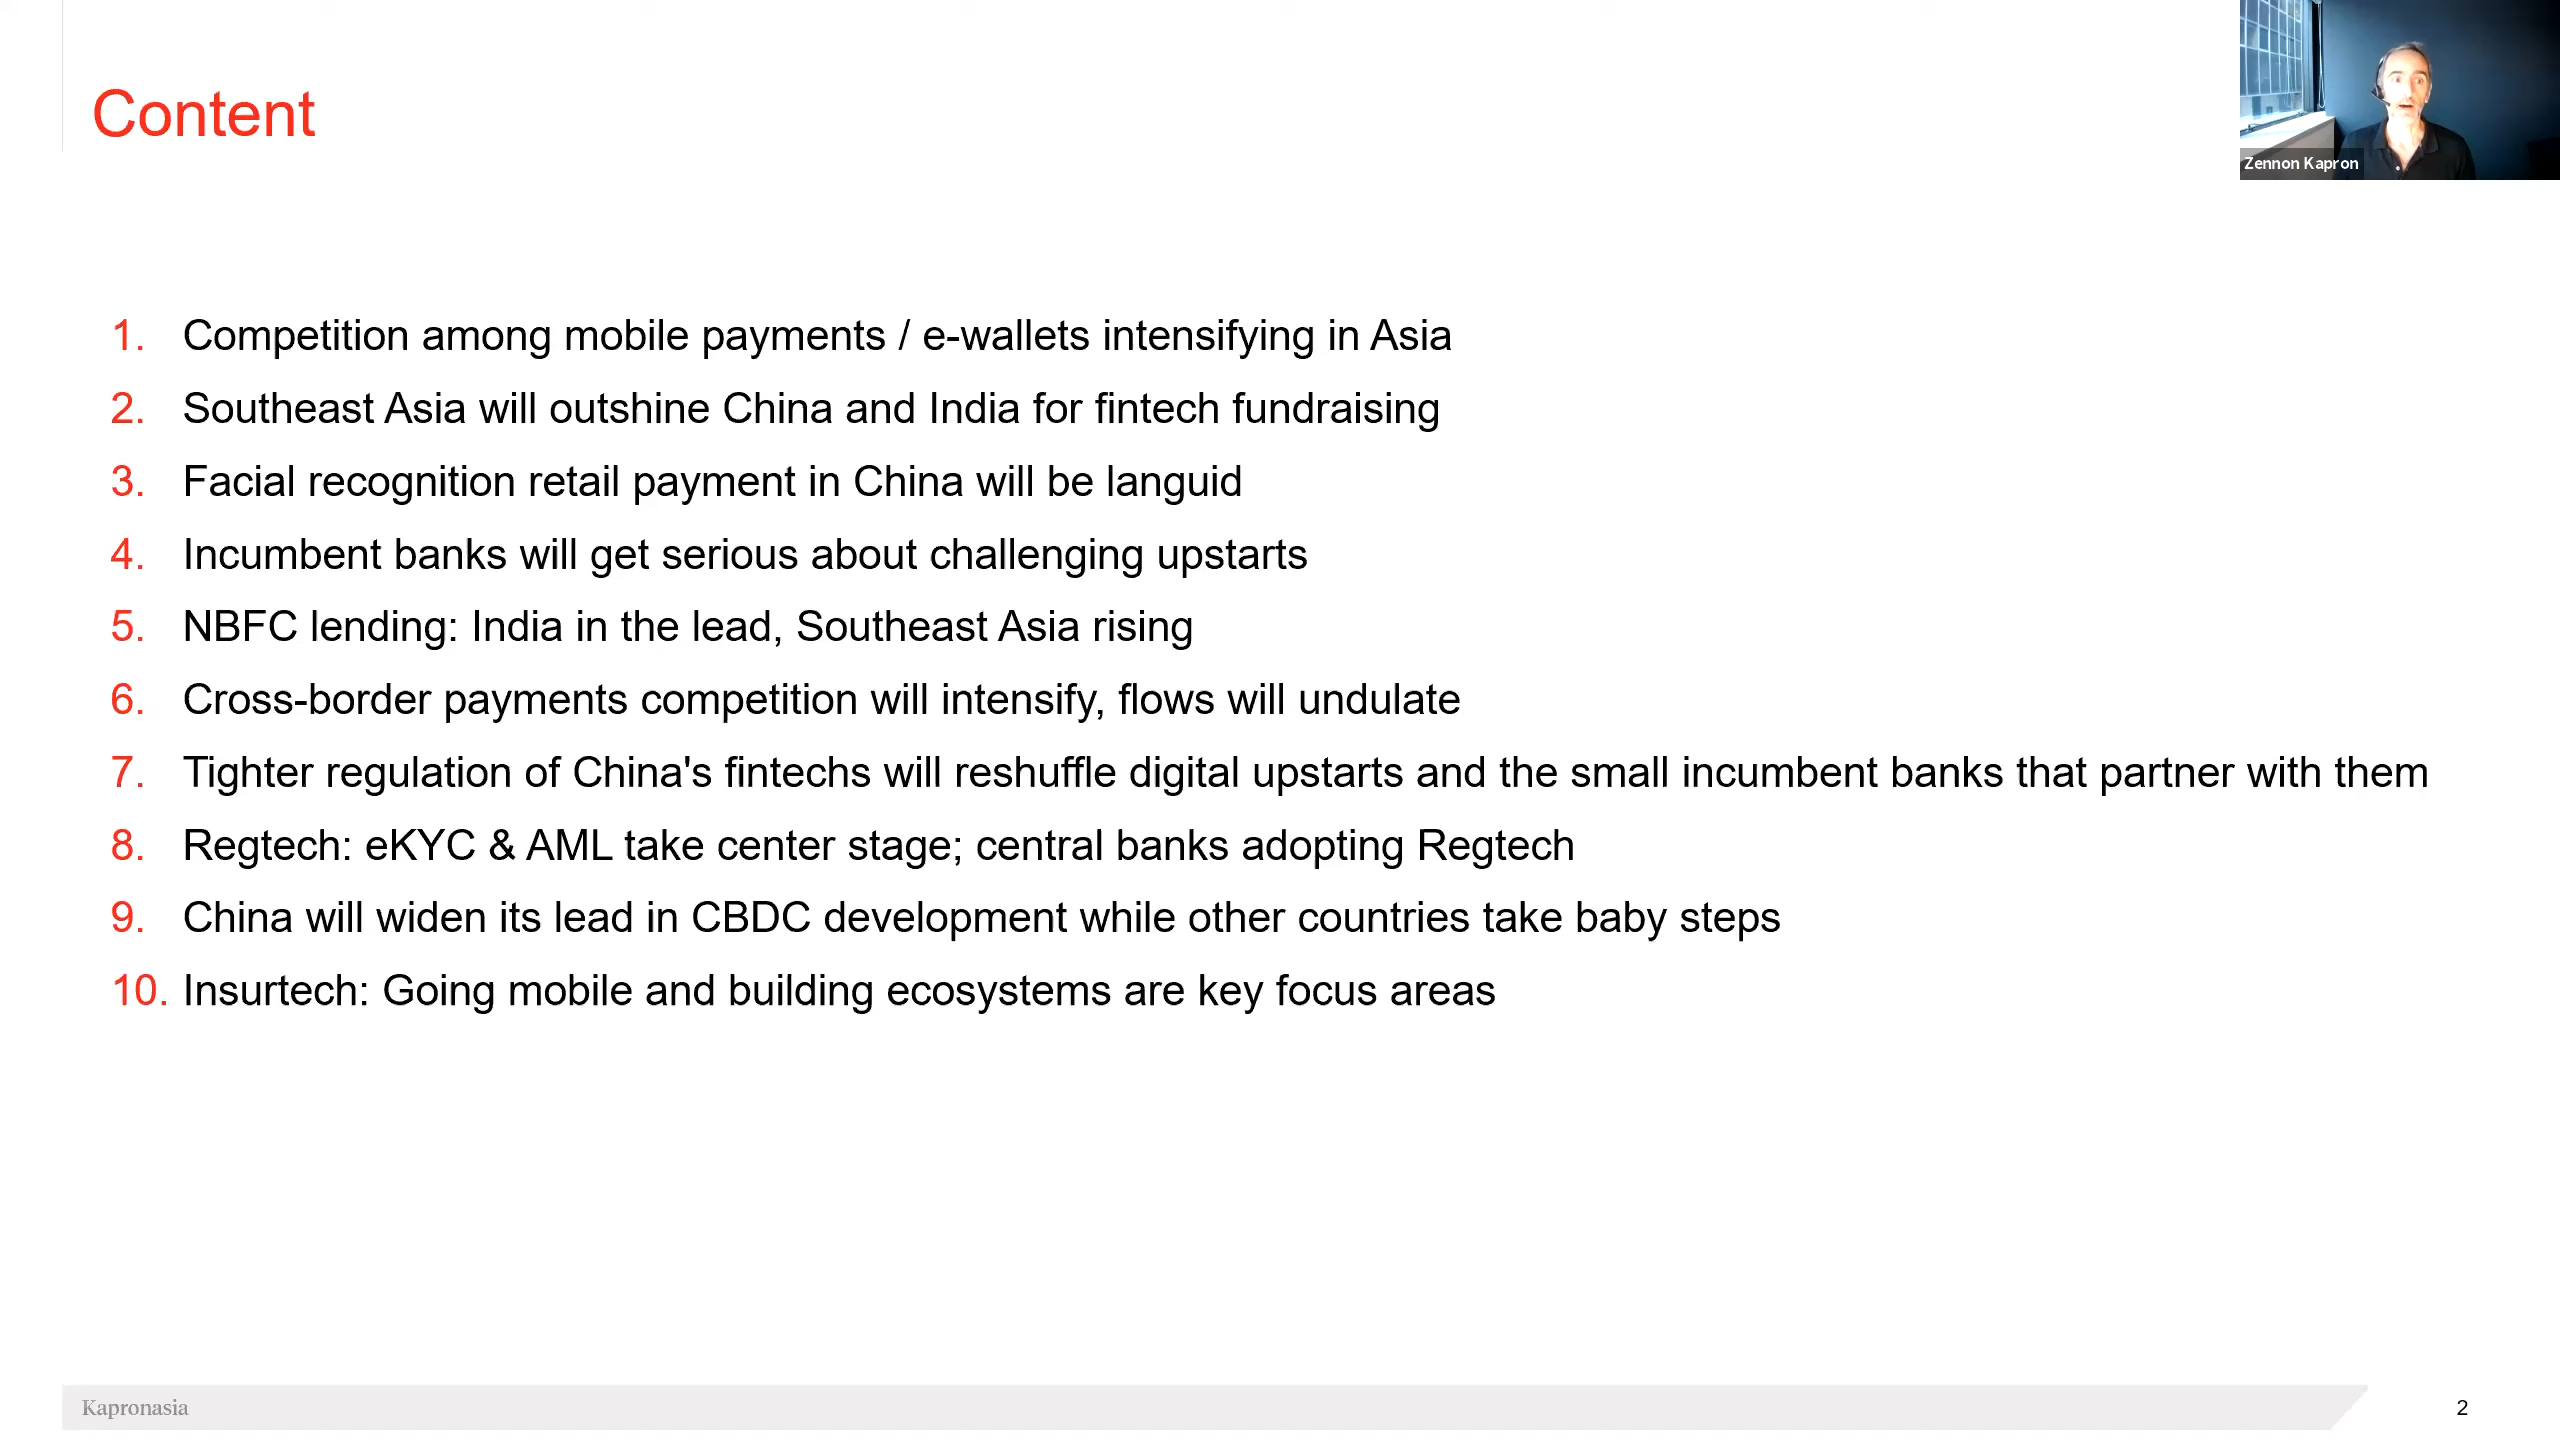 Content
Zennon Kapron
1. Competition among mobile payments / e-wallets intensifying in Asia
2. Southeast Asia will outshine China and India for fintech fundraising
3. Facial recognition retail payment in China will be languid
4. Incumbent banks will get serious about challenging upstarts
5. NBFC lending: India in the lead, Southeast Asia rising
6. Cross-border payments competition will intensify, flows will undulate
7. Tighter regulation of China's fintechs will reshuffle digital upstarts and the small incumbent banks that partner with them
8. Regtech: eKYC & AML take center stage; central banks adopting Regtech
9. China will widen its lead in CBDC development while other countries take baby steps
10. Insurtech: Going mobile and building ecosystems are key focus areas
Kapronasia
2